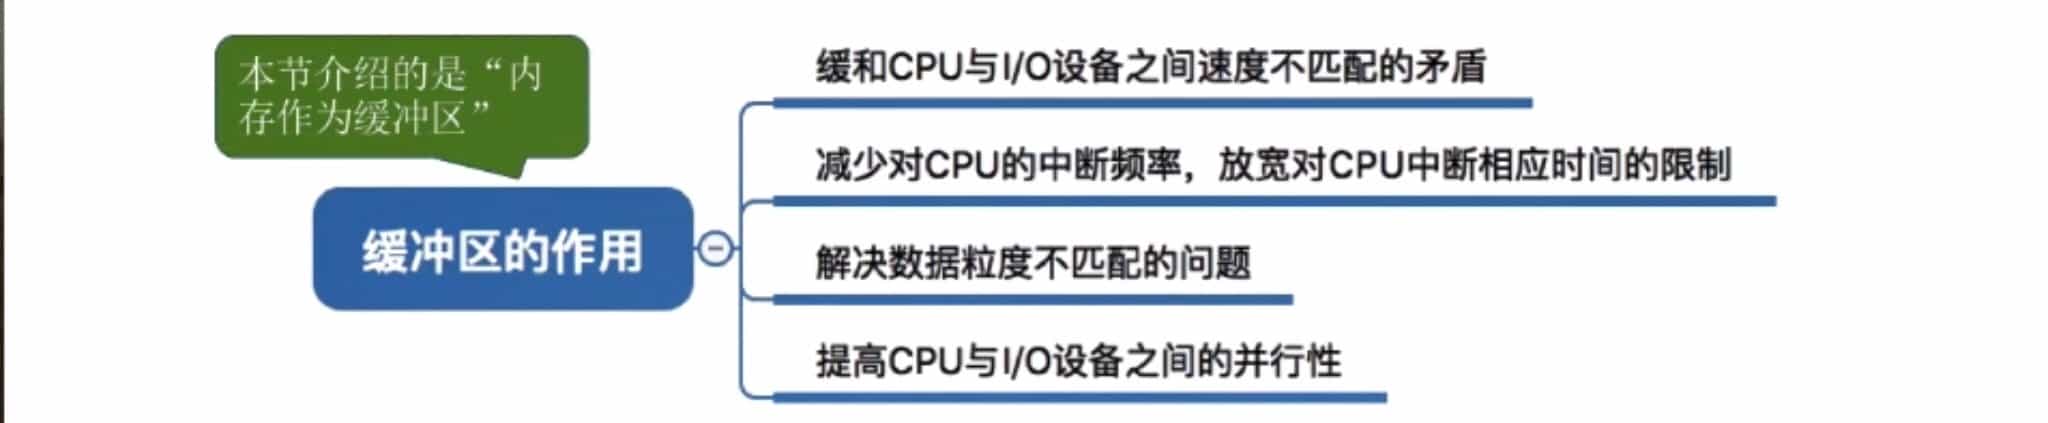 本节介绍的是“内
存作为缓冲区”
缓冲区的作用
缓和CPU与I/O设备之间速度不匹配的矛盾
减少对CPU的中断频率，放宽对CPU中断相应时间的限制
解决数据粒度不匹配的问题
提高CPU与I/O设备之间的并行性